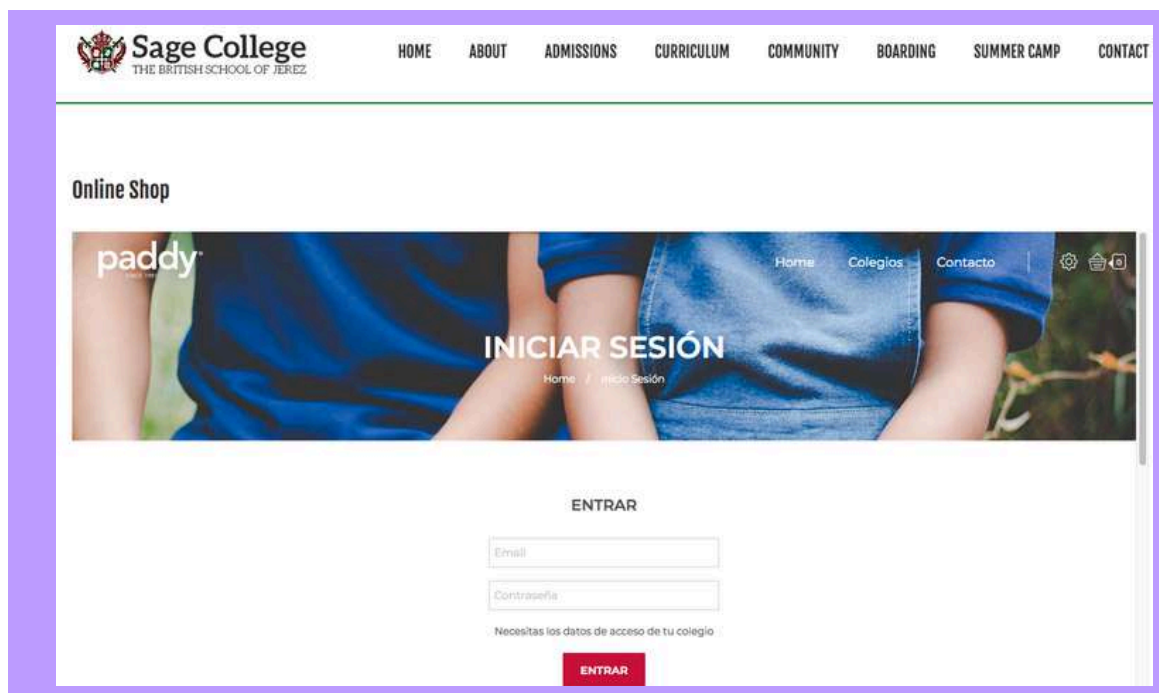 Sage College
THE BRITISH SCHOOL OF JEREZ
HOME ABOUT ADMISSIONS CURRICULUM COMMUNITY BOARDING SUMMER CAMP CONTACT
Online Shop
paddy
Home Colegios Contacto
INICIAR SESIÓN
Home / Inicio Sesión
ENTRAR
Email
Contraseña
Necesitas los datos de acceso de tu colegio
ENTRAR